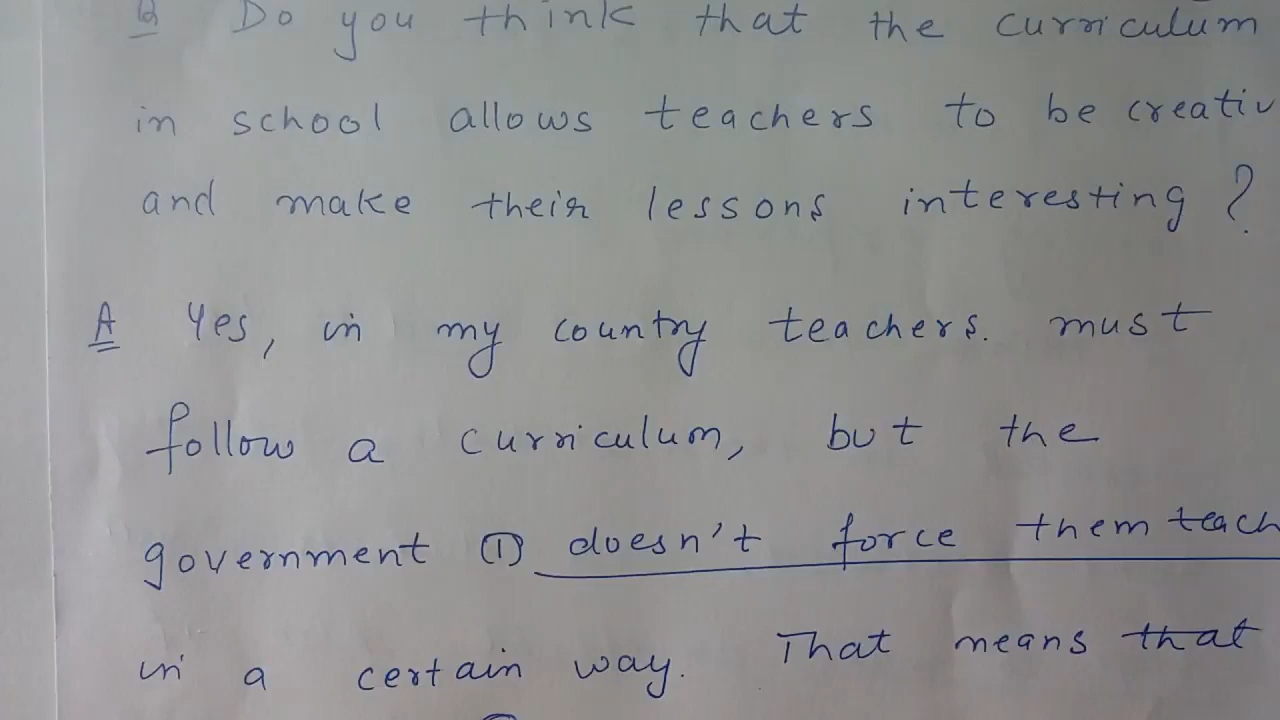 Q Do you think that the curriculum
in school allows teachers to be creativ
and make their lessons interesting ?
A Yes, in my country teachers. must
follow a curriculum, but the
government ① doesn't force them teach
in a certain way. That means that